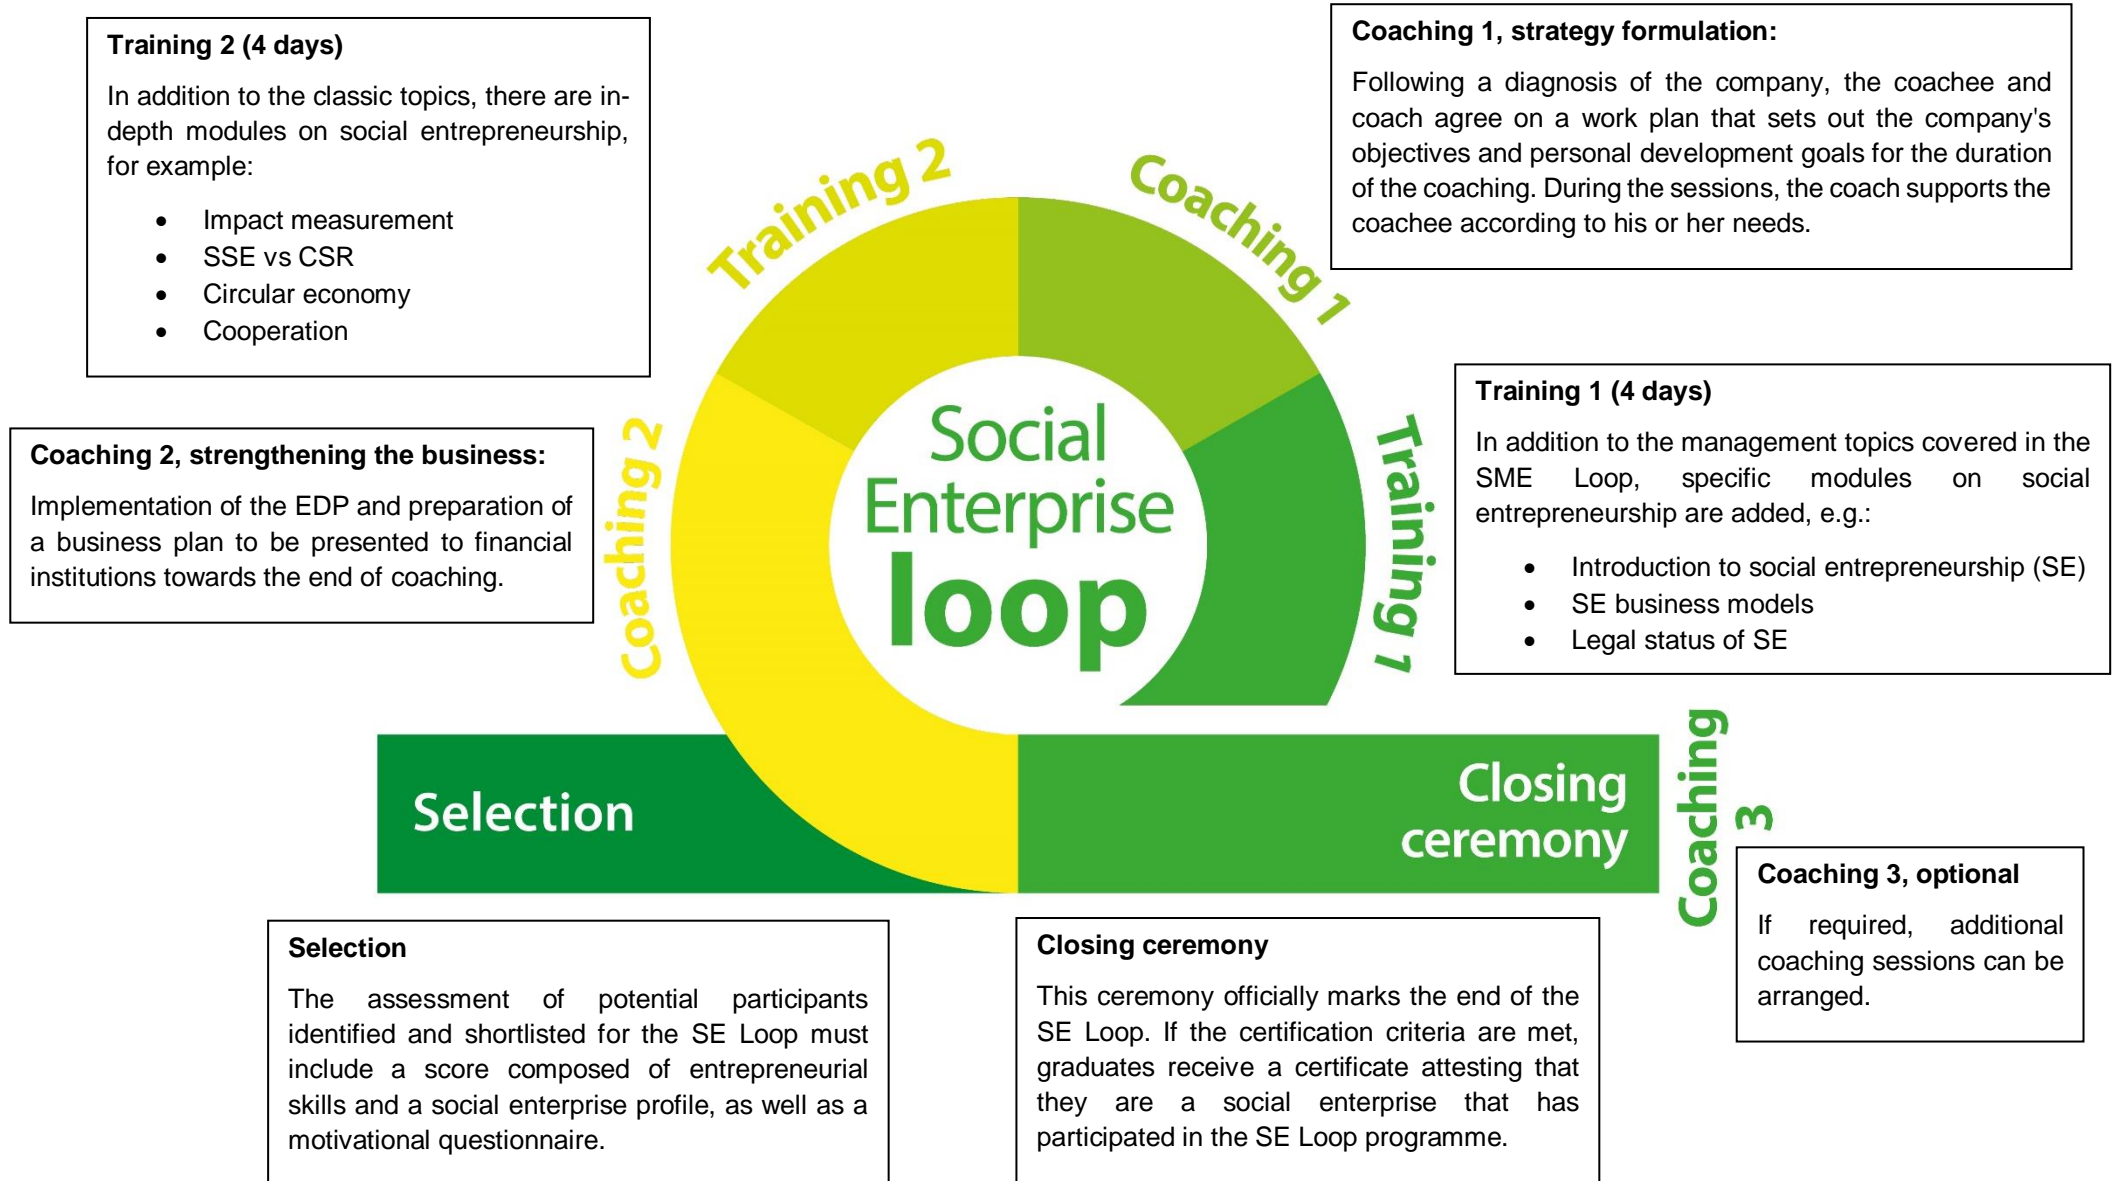 Training 2 (4 days)
In addition to the classic topics, there are in-
depth modules on social entrepreneurship,
for example:
• Impact measurement
• SSE vs CSR
• Circular economy
• Cooperation
Coaching 1, strategy formulation:
Following a diagnosis of the company, the coachee and
coach agree on a work plan that sets out the company's
objectives and personal development goals for the duration
of the coaching. During the sessions, the coach supports the
coachee according to his or her needs.
Training 2
Coaching 1
Coaching 2, strengthening the business:
Implementation of the EDP and preparation of
a business plan to be presented to financial
institutions towards the end of coaching.
Coaching 2
Social
Enterprise
loop
Training 1
Training 1 (4 days)
In addition to the management topics covered in the
SME Loop, specific modules on social
entrepreneurship are added, e.g.:
• Introduction to social entrepreneurship (SE)
• SE business models
• Legal status of SE
Selection
Closing
ceremony
Coaching
3
Selection
The assessment of potential participants
identified and shortlisted for the SE Loop must
include a score composed of entrepreneurial
skills and a social enterprise profile, as well as a
motivational questionnaire.
Closing ceremony
This ceremony officially marks the end of the
SE Loop. If the certification criteria are met,
graduates receive a certificate attesting that
they are a social enterprise that has
participated in the SE Loop programme.
Coaching 3, optional
If required, additional
coaching sessions can be
arranged.